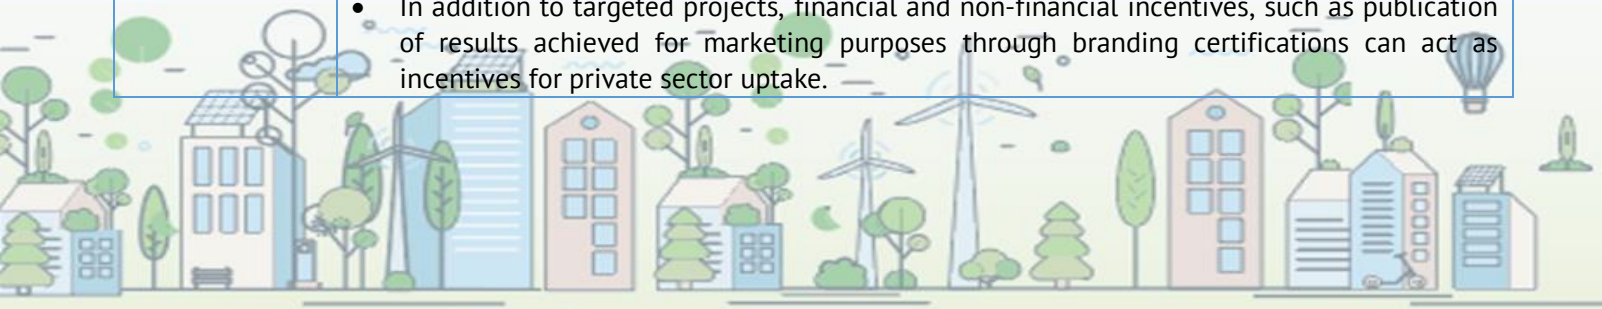 • In addition to targeted projects, financial and non-financial incentives, such as publication
of results achieved for marketing purposes through branding certifications can act as
incentives for private sector uptake.